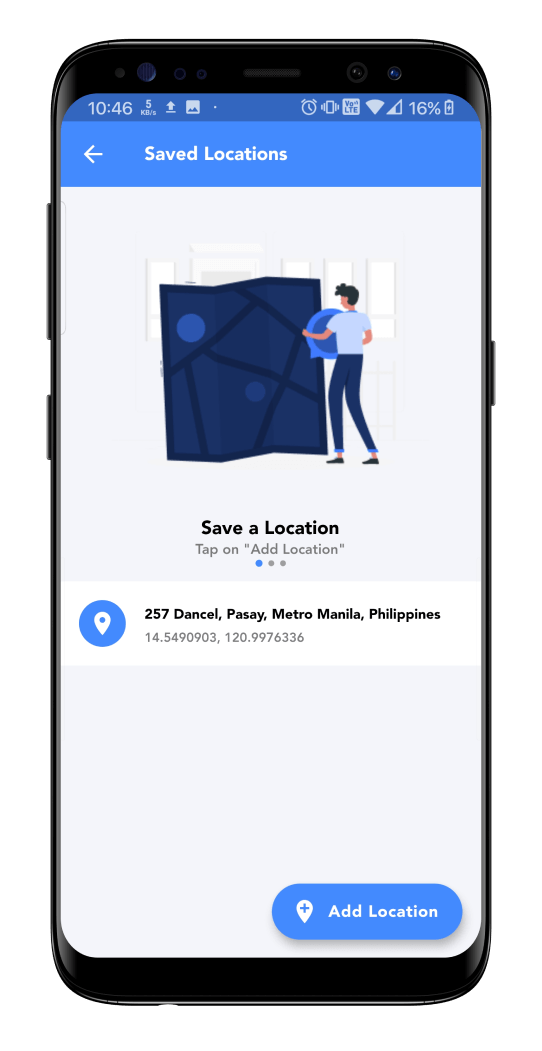 10:46 5 KB/s Vo)) LTE 16%
Saved Locations
Save a Location
Tap on "Add Location"
257 Dancel, Pasay, Metro Manila, Philippines
14.5490903, 120.9976336
Add Location